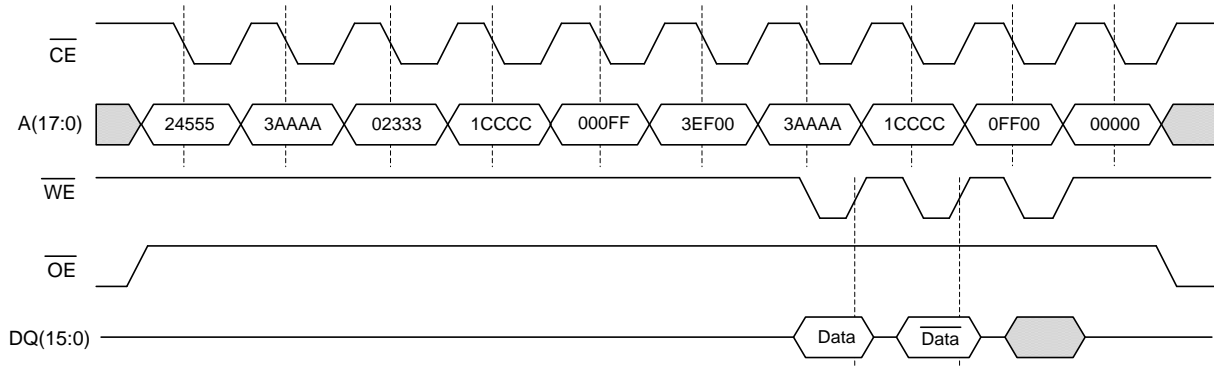 CE
A(17:0) 24555 3AAAA 02333 1CCCC 000FF 3EF00 3AAAA 1CCCC 0FF00 00000
WE
OE
DQ(15:0) Data Data